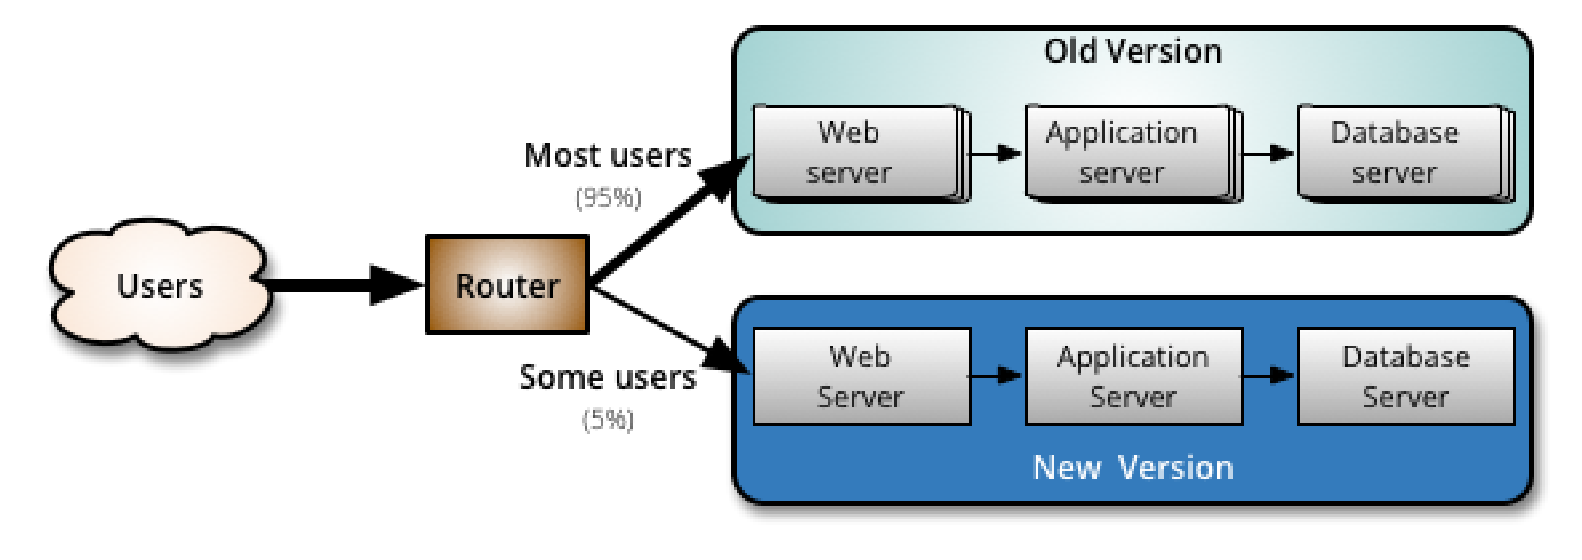 Old Version
Web
server
Application
server
Database
server
Most users
(95%)
Users
Router
Some users
(5%)
Web
Server
Application
Server
Database
Server
New Version